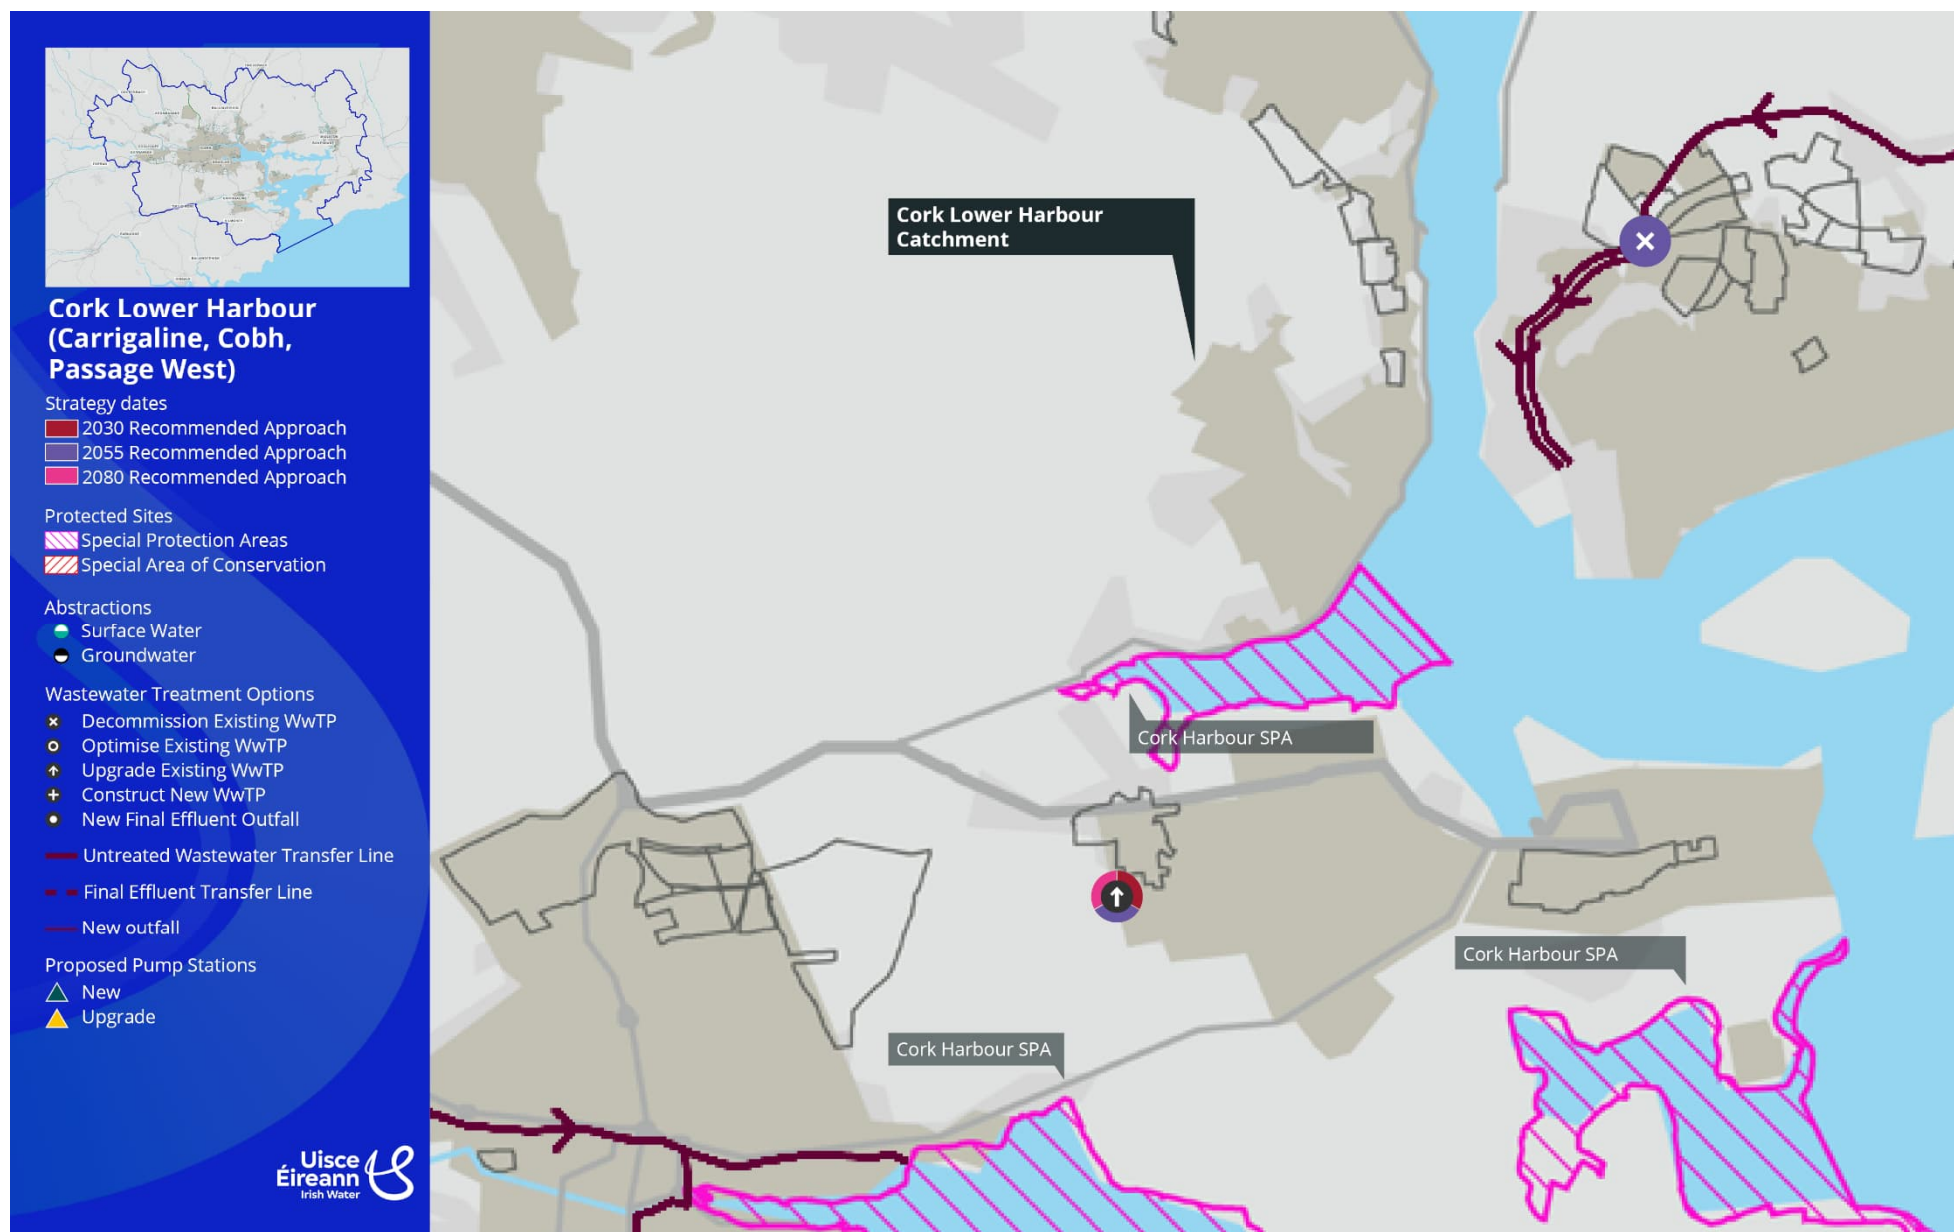 Cork Lower Harbour
(Carrigaline, Cobh,
Passage West)
Strategy dates
2030 Recommended Approach
2055 Recommended Approach
2080 Recommended Approach
Protected Sites
Special Protection Areas
Special Area of Conservation
Abstractions
Surface Water
Groundwater
Wastewater Treatment Options
Decommission Existing WwTP
Optimise Existing WwTP
Upgrade Existing WwTP
Construct New WwTP
New Final Effluent Outfall
Untreated Wastewater Transfer Line
Final Effluent Transfer Line
New outfall
Proposed Pump Stations
New
Upgrade
Uisce
Éireann
Irish Water
Cork Lower Harbour
Catchment
Cork Harbour SPA
Cork Harbour SPA
Cork Harbour SPA